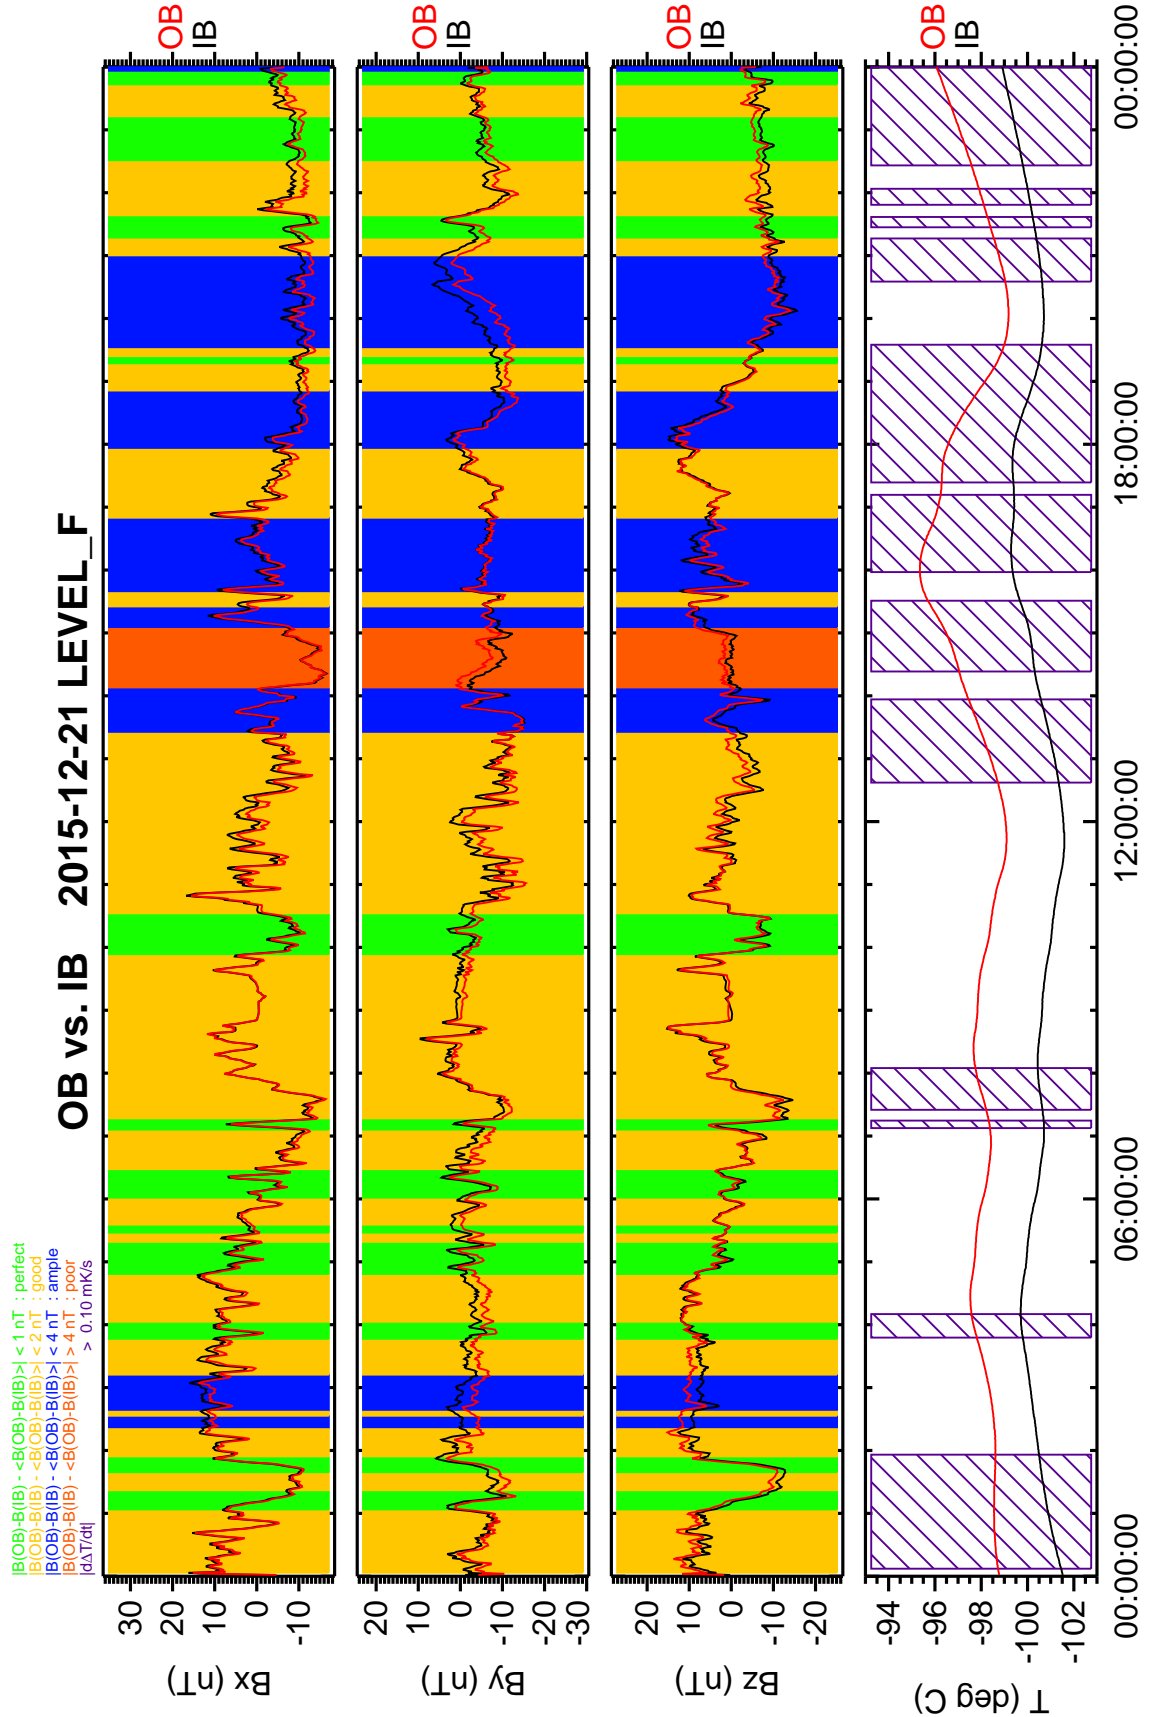 |B(OB)-B(IB) - <B(OB)-B(IB)>| < 1 nT : perfect
|B(OB)-B(IB) - <B(OB)-B(IB)>| < 2 nT : good
|B(OB)-B(IB) - <B(OB)-B(IB)>| < 4 nT : ample
|B(OB)-B(IB) - <B(OB)-B(IB)>| > 4 nT : poor
|dΔT/dt| > 0.10 mK/s
OB vs. IB 2015-12-21 LEVEL_F
Bx (nT)
30
20
10
0
-10
OB
IB
By (nT)
20
10
0
-10
-20
-30
OB
IB
Bz (nT)
20
10
0
-10
-20
OB
IB
T (deg C)
-94
-96
-98
-100
-102
OB
IB
00:00:00
06:00:00
12:00:00
18:00:00
00:00:00